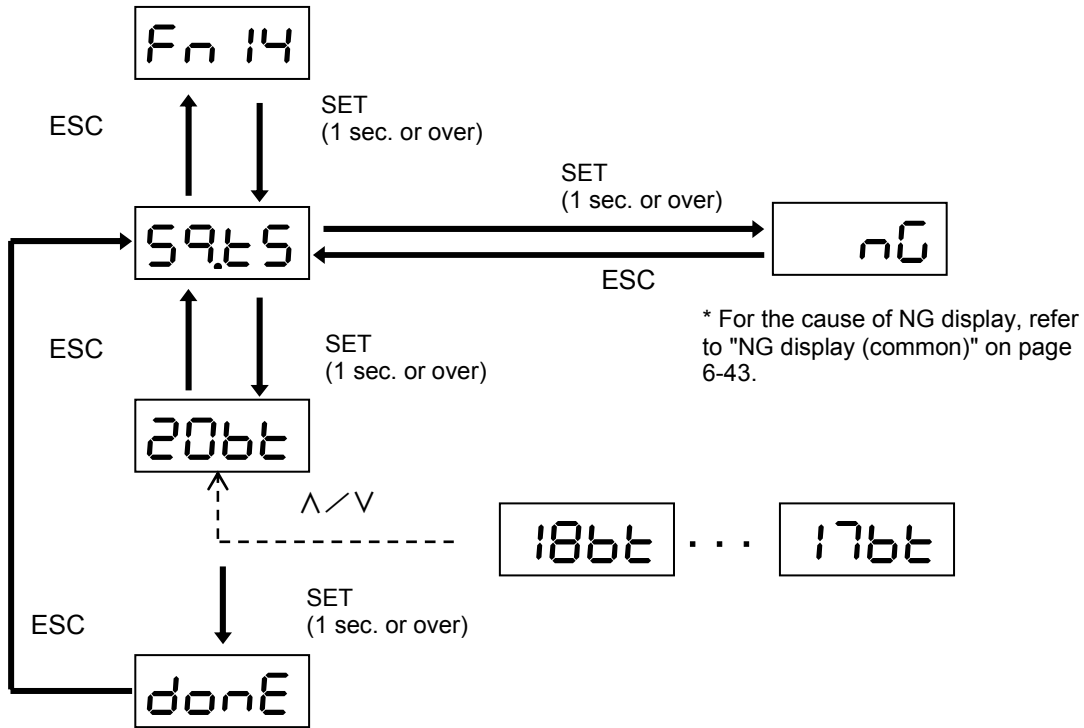 Fn 14
ESC
SET
(1 sec. or over)
SET
(1 sec. or over)
S9.tS
nG
ESC
* For the cause of NG display, refer
to "NG display (common)" on page
6-43.
ESC
SET
(1 sec. or over)
20bt
∧／∨
18bt
· · ·
17bt
SET
(1 sec. or over)
ESC
donE